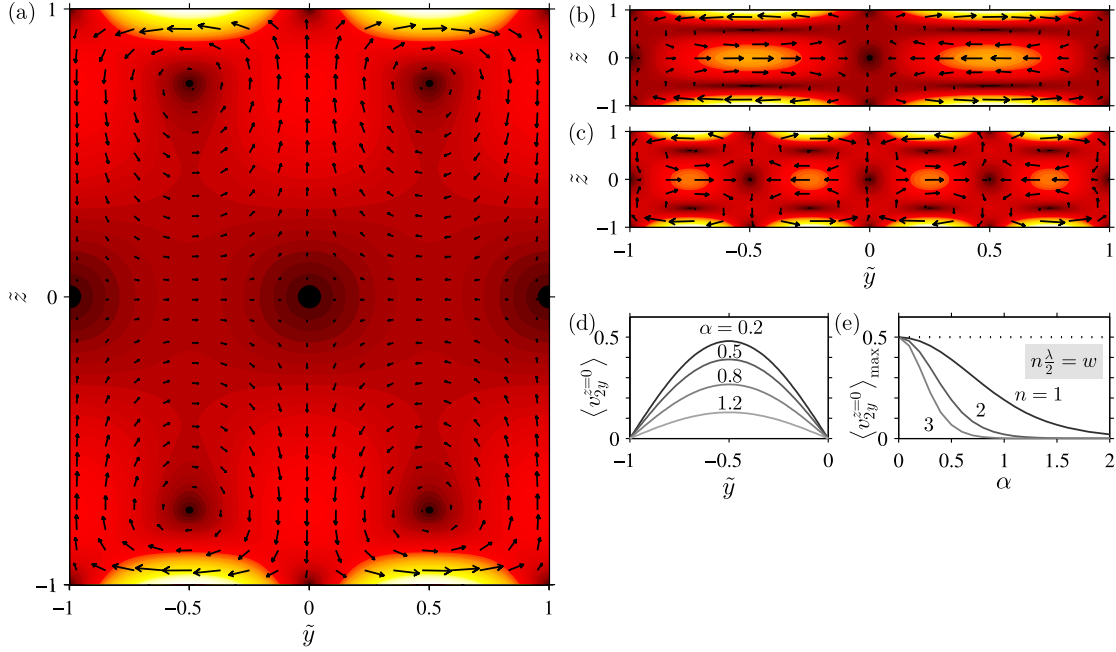 (a)
1
z̃
0
-1
-1
-0.5
0
0.5
1
ỹ
(b)
1
z̃
0
-1
(c)
1
z̃
0
-1
-1
-0.5
0
0.5
1
ỹ
(d)
0.5
⟨v_{2y}^{z=0}⟩
0
α = 0.2
0.5
0.8
1.2
-1
-0.5
0
ỹ
(e)
0.5
⟨v_{2y}^{z=0}⟩_{max}
0
n λ/2 = w
n = 1
2
3
0
0.5
1
1.5
2
α